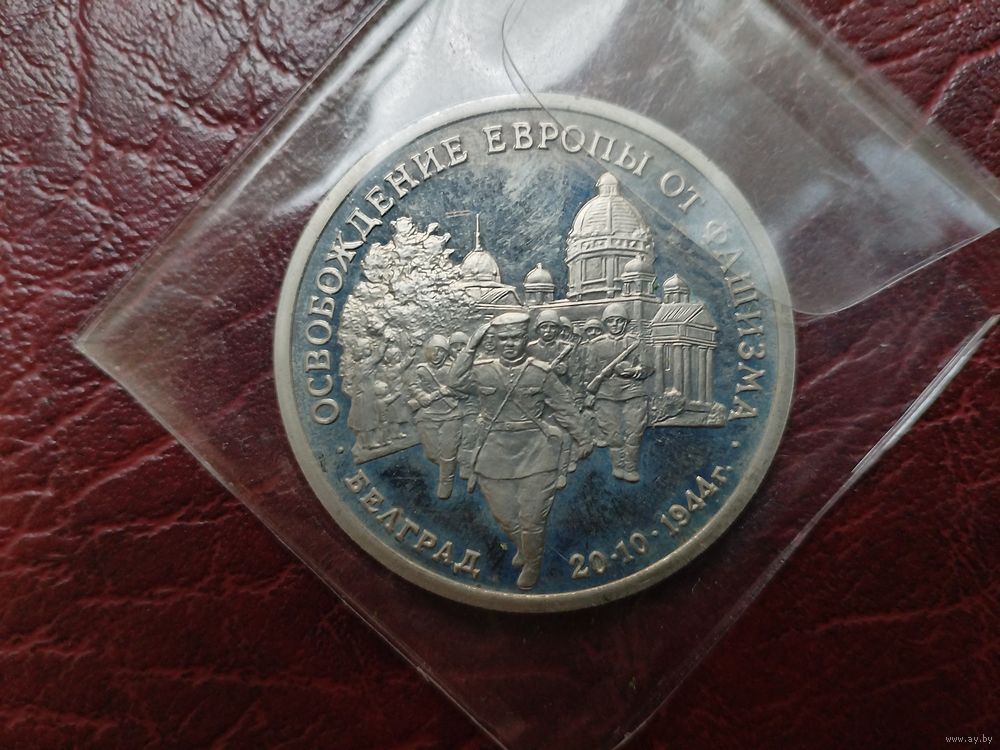 ОСВОБОЖДЕНИЕ ЕВРОПЫ ОТ ФАШИЗМА
· БЕЛГРАД 20·10·1944г. ·
www.ay.by